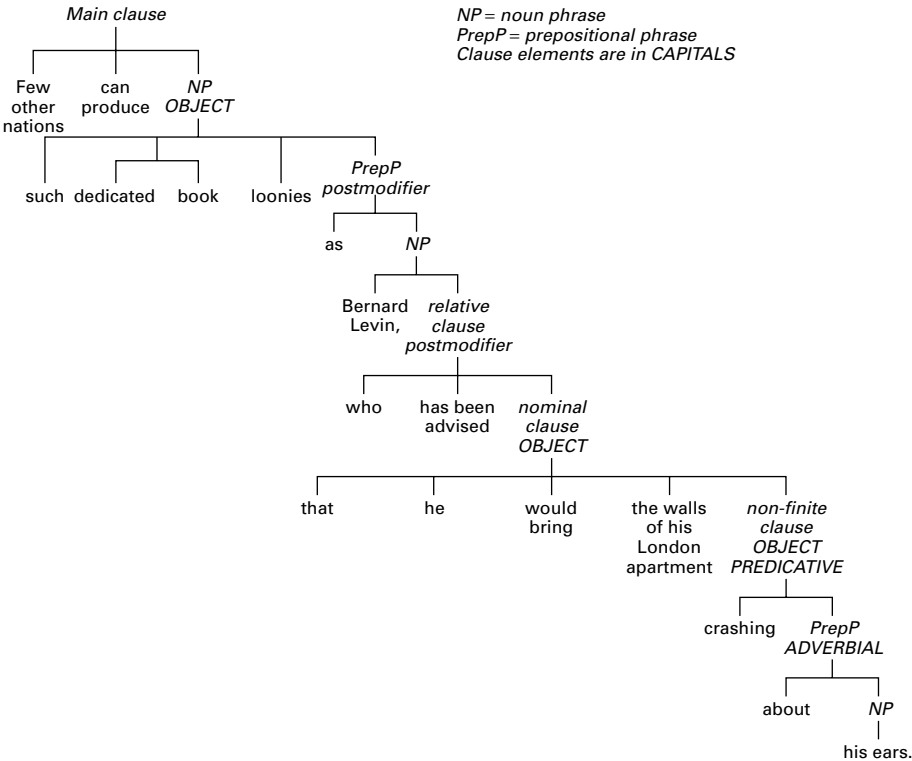 Main clause
NP = noun phrase
PrepP = prepositional phrase
Clause elements are in CAPITALS
Few
other
nations
can
produce
NP
OBJECT
such
dedicated
book
loonies
PrepP
postmodifier
as
NP
Bernard
Levin,
relative
clause
postmodifier
who
has been
advised
nominal
clause
OBJECT
that
he
would
bring
the walls
of his
London
apartment
non-finite
clause
OBJECT
PREDICATIVE
crashing
PrepP
ADVERBIAL
about
NP
his ears.